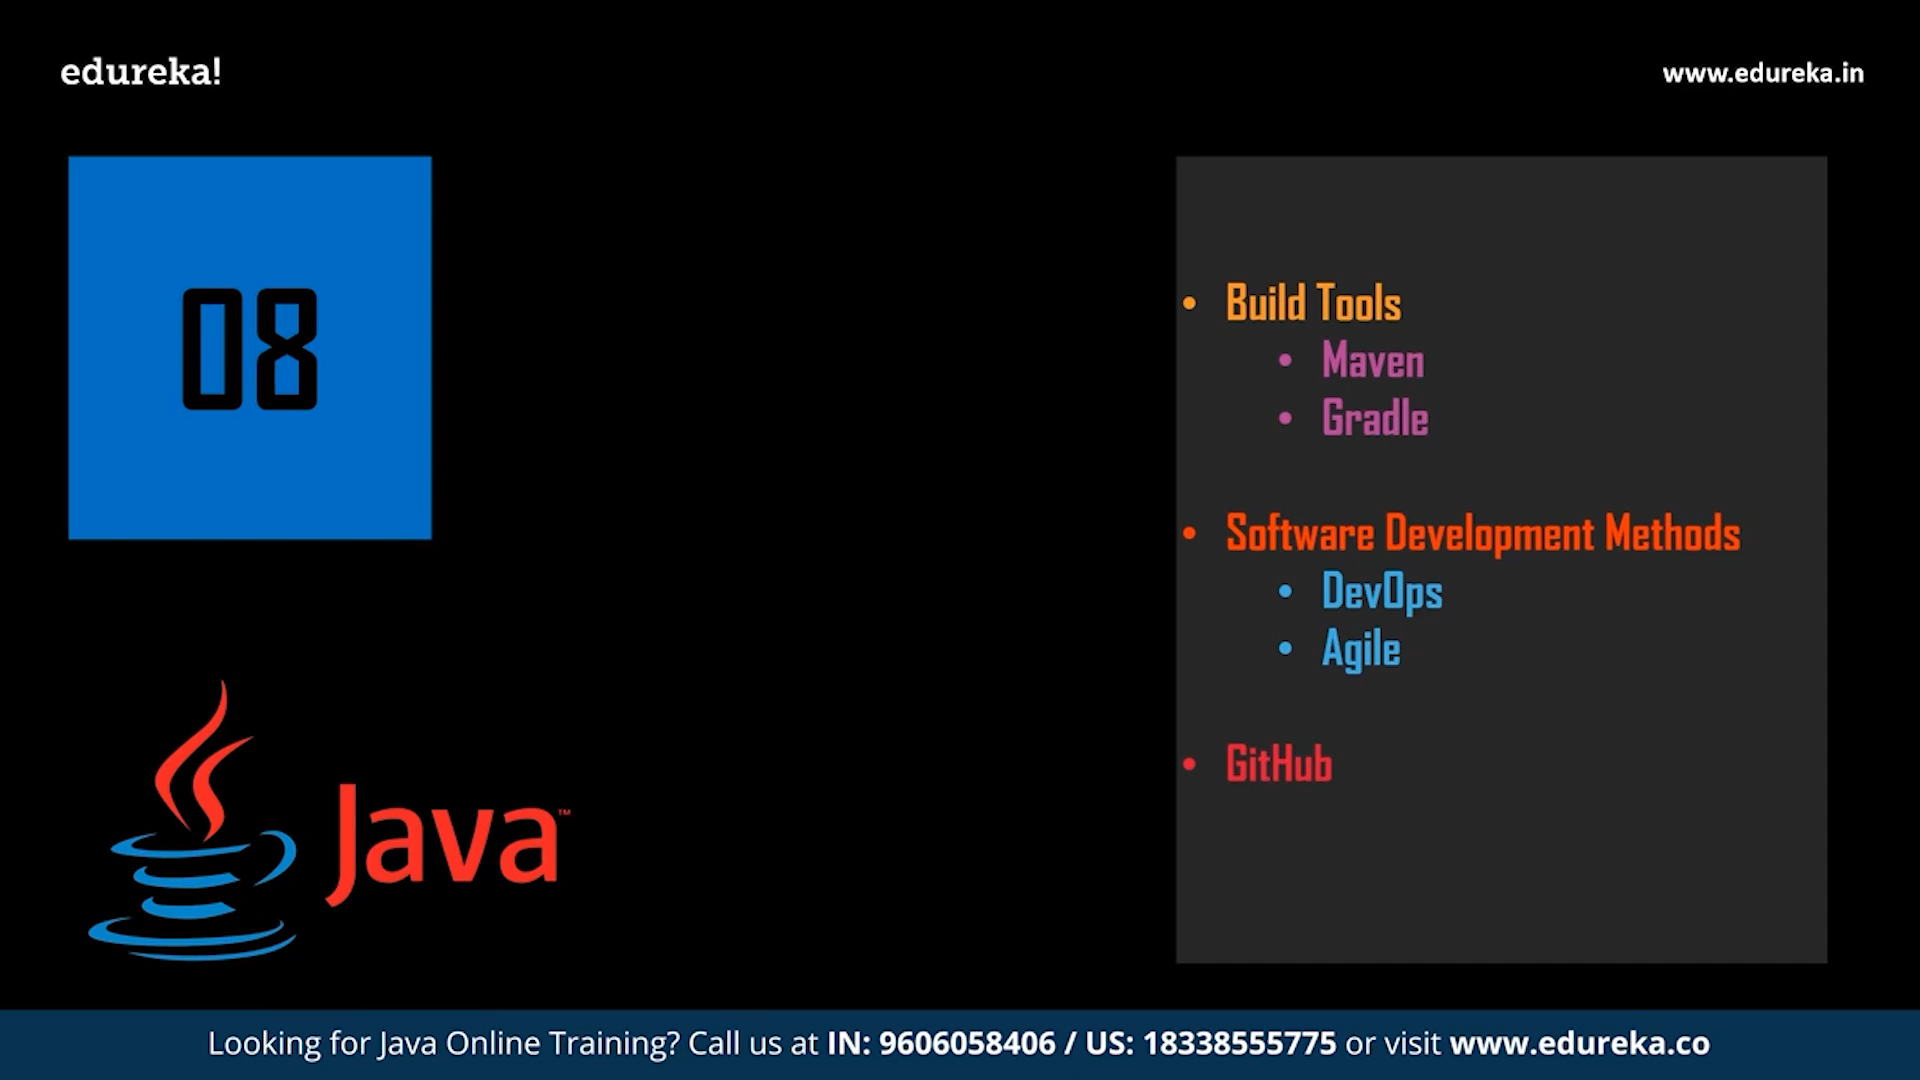 edureka!
www.edureka.in
08
• Build Tools
• Maven
• Gradle
• Software Development Methods
• DevOps
• Agile
• GitHub
Java™
Looking for Java Online Training? Call us at IN: 9606058406 / US: 18338555775 or visit www.edureka.co